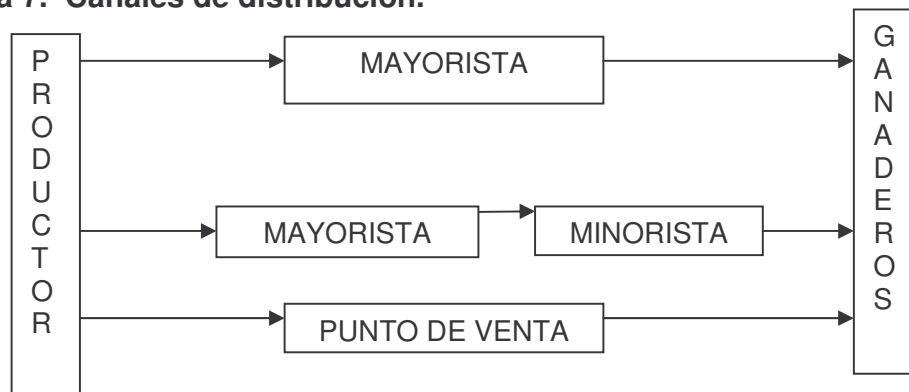 a 7. Canales de distribución.
PRODUCTOR
MAYORISTA
MAYORISTA
MINORISTA
PUNTO DE VENTA
GANADEROS